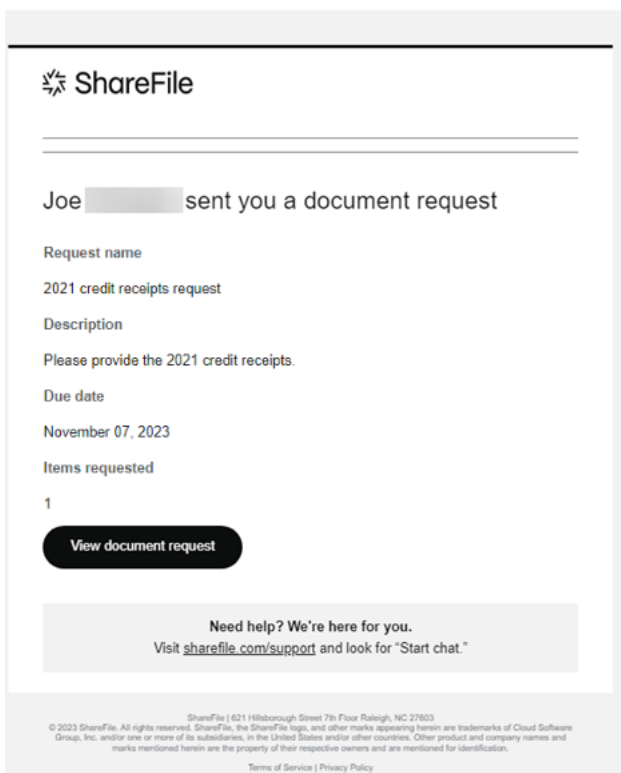 ShareFile
Joe sent you a document request
Request name
2021 credit receipts request
Description
Please provide the 2021 credit receipts.
Due date
November 07, 2023
Items requested
1
View document request
Need help? We're here for you.
Visit sharefile.com/support and look for “Start chat.”
ShareFile | 621 Hillsborough Street 7th Floor Raleigh, NC 27603
© 2023 ShareFile. All rights reserved. ShareFile, the ShareFile logo, and other marks appearing herein are trademarks of Cloud Software
Group, Inc. and/or one or more of its subsidiaries, in the United States and/or other countries. Other product and company names and
marks mentioned herein are the property of their respective owners and are mentioned for identification.
Terms of Service | Privacy Policy